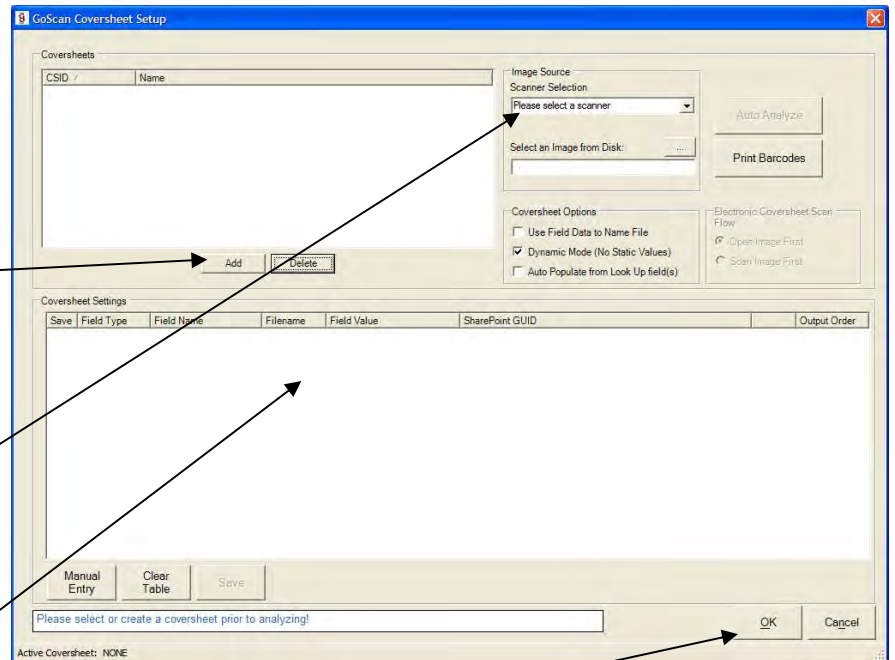 GoScan Coversheet Setup
Coversheets
CSID / Name
Add Delete
Image Source
Scanner Selection
Please select a scanner
Select an Image from Disk: ...
Auto Analyze
Print Barcodes
Coversheet Options
Use Field Data to Name File
Dynamic Mode (No Static Values)
Auto Populate from Look Up field(s)
Electronic Coversheet Scan
Flow
Open Image First
Scan Image First
Coversheet Settings
Save Field Type Field Name Filename Field Value SharePoint GUID Output Order
Manual
Entry
Clear
Table
Save
Please select or create a coversheet prior to analyzing!
OK Cancel
Active Coversheet: NONE